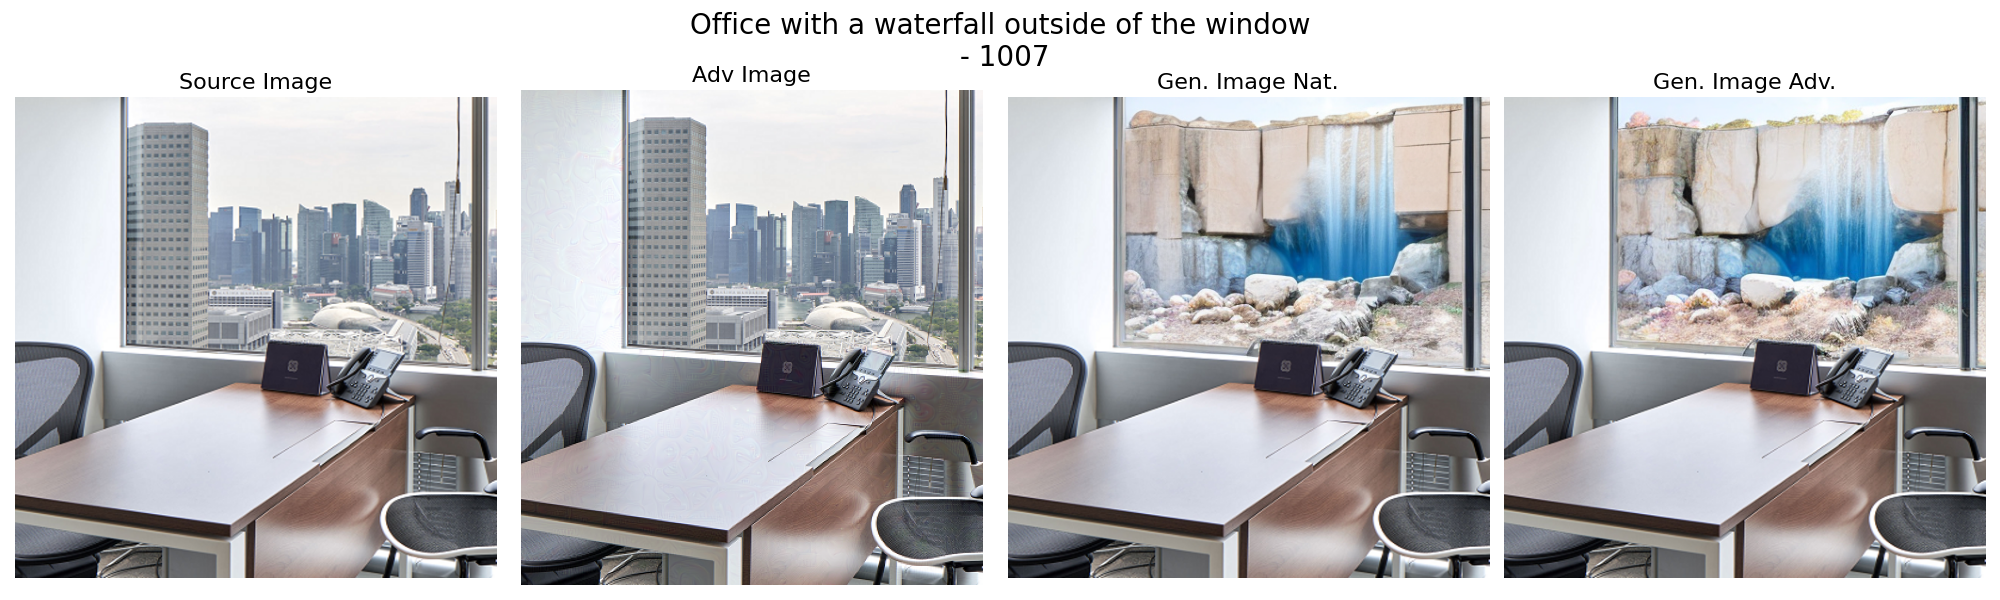 Office with a waterfall outside of the window
- 1007
Source Image
Adv Image
Gen. Image Nat.
Gen. Image Adv.